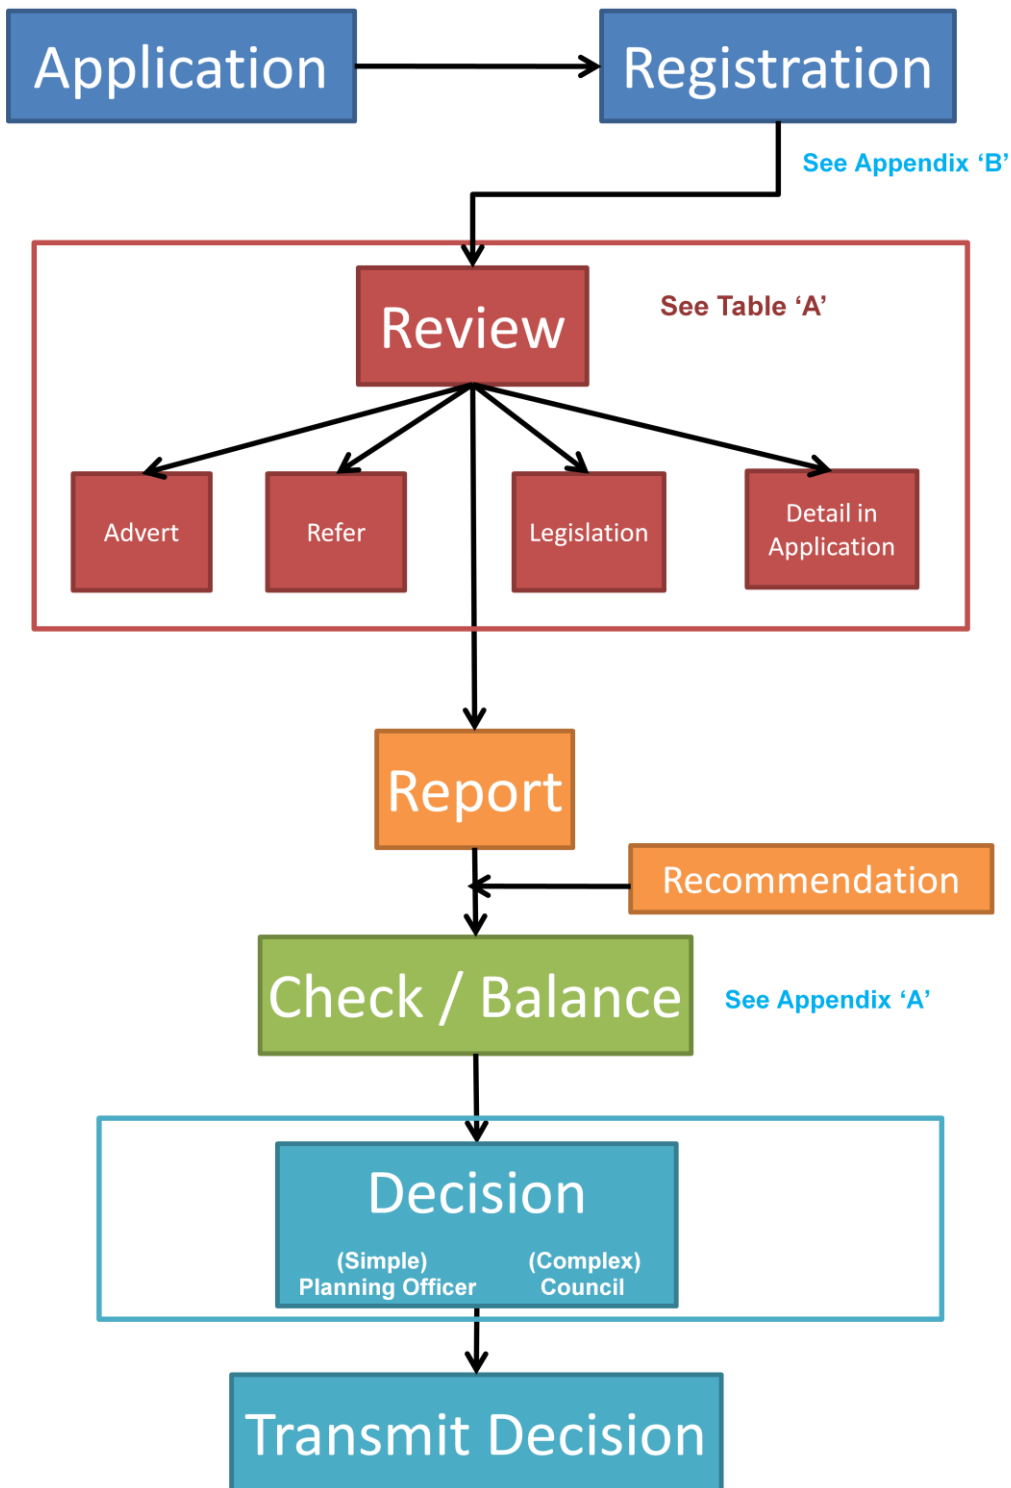 Application
Registration
See Appendix ‘B’
Review
See Table ‘A’
Advert
Refer
Legislation
Detail in
Application
Report
Recommendation
Check / Balance
See Appendix ‘A’
Decision
(Simple)
Planning Officer
(Complex)
Council
Transmit Decision